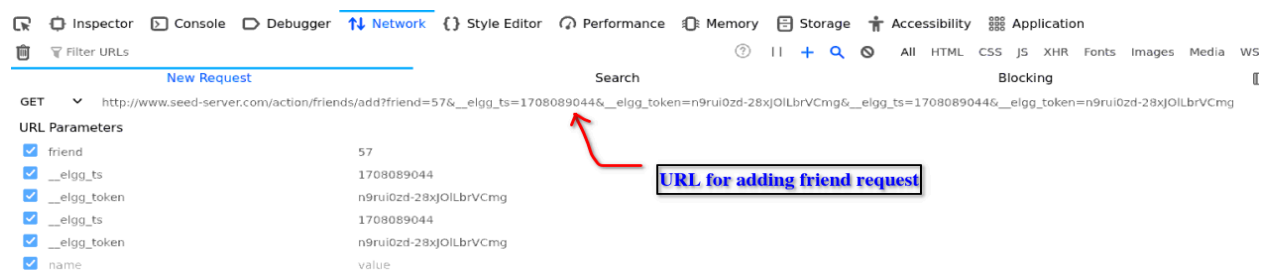 Inspector Console Debugger Network Style Editor Performance Memory Storage Accessibility Application
Filter URLs All HTML CSS JS XHR Fonts Images Media WS
New Request Search Blocking
GET http://www.seed-server.com/action/friends/add?friend=57&__elgg_ts=1708089044&__elgg_token=n9rui0zd-28xJOlLbrVCmg&__elgg_ts=1708089044&__elgg_token=n9rui0zd-28xJOlLbrVCmg
URL Parameters
friend 57
__elgg_ts 1708089044
URL for adding friend request
__elgg_token n9rui0zd-28xJOlLbrVCmg
__elgg_ts 1708089044
__elgg_token n9rui0zd-28xJOlLbrVCmg
name value